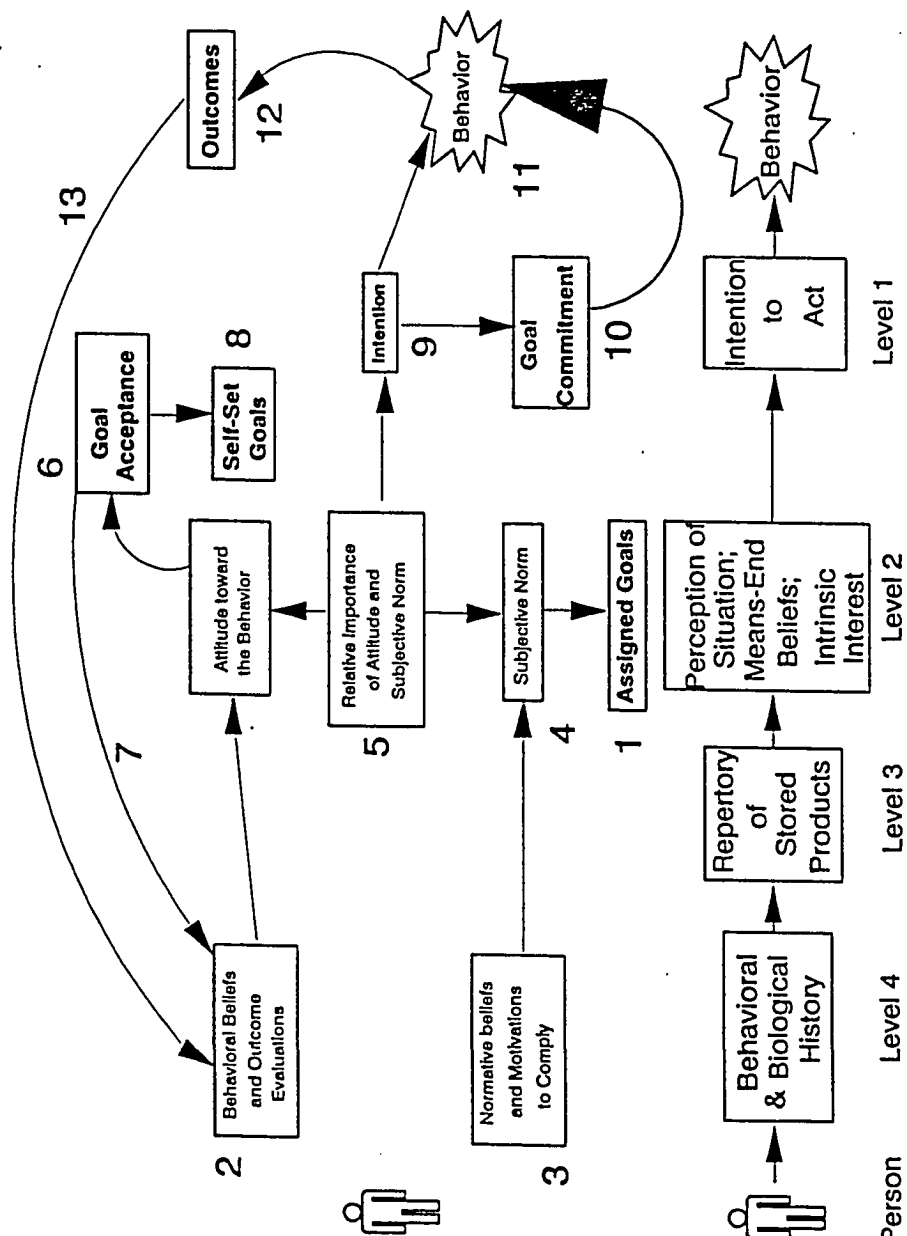 13
Outcomes
12
6
Goal
Acceptance
8
Self-Set
Goals
7
Attitude toward
the Behavior
2
Behavioral Beliefs
and Outcome
Evaluations
5
Relative Importance
of Attitude and
Subjective Norm
Intention
9
Behavior
11
Goal
Commitment
10
3
Normative beliefs
and Motivations
to Comply
Subjective Norm
4
Assigned Goals
1
Behavioral
& Biological
History
Repertory
of
Stored
Products
Perception of
Situation;
Means-End
Beliefs;
Intrinsic
Interest
Intention
to
Act
Behavior
Person
Level 4
Level 3
Level 2
Level 1